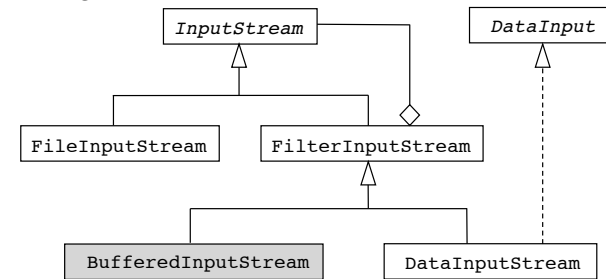 InputStream
DataInput
FileInputStream
FilterInputStream
BufferedInputStream
DataInputStream